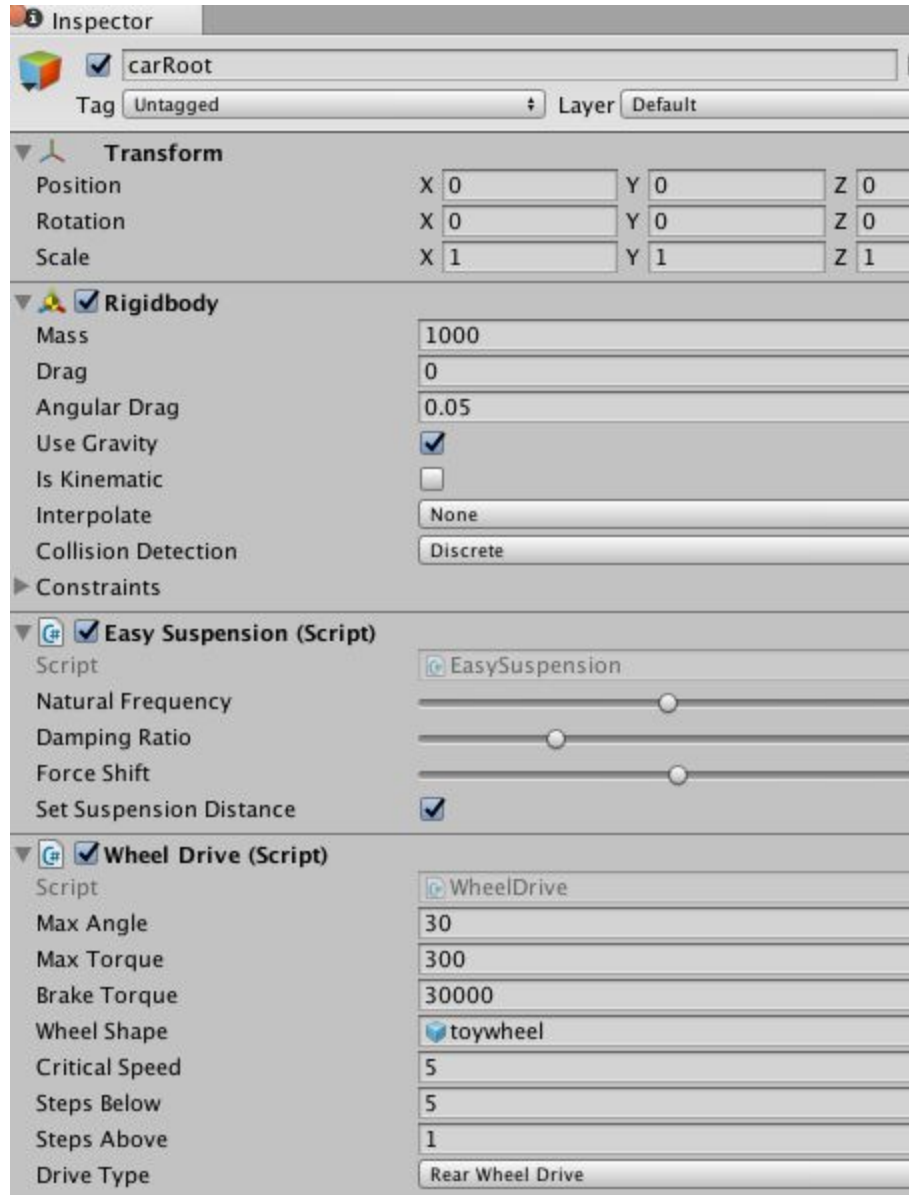 Inspector
carRoot
Tag Untagged Layer Default
Transform
Position X 0 Y 0 Z 0
Rotation X 0 Y 0 Z 0
Scale X 1 Y 1 Z 1
Rigidbody
Mass 1000
Drag 0
Angular Drag 0.05
Use Gravity
Is Kinematic
Interpolate None
Collision Detection Discrete
Constraints
C# Easy Suspension (Script)
Script EasySuspension
Natural Frequency
Damping Ratio
Force Shift
Set Suspension Distance
C# Wheel Drive (Script)
Script WheelDrive
Max Angle 30
Max Torque 300
Brake Torque 30000
Wheel Shape toywheel
Critical Speed 5
Steps Below 5
Steps Above 1
Drive Type Rear Wheel Drive